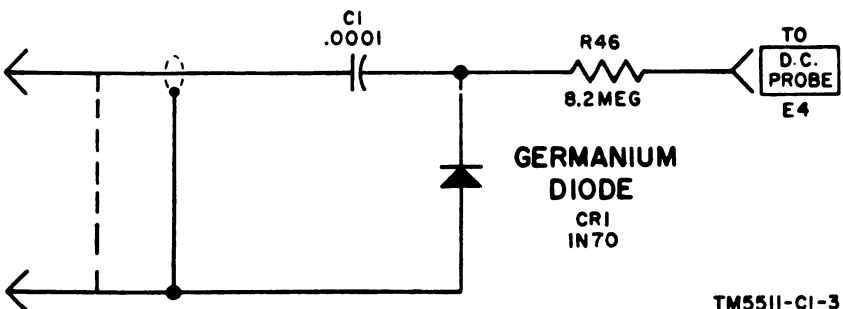 C1
.0001
R46
8.2MEG
TO
D.C.
PROBE
E4
GERMANIUM
DIODE
CR1
IN70
TM5511-C1-3